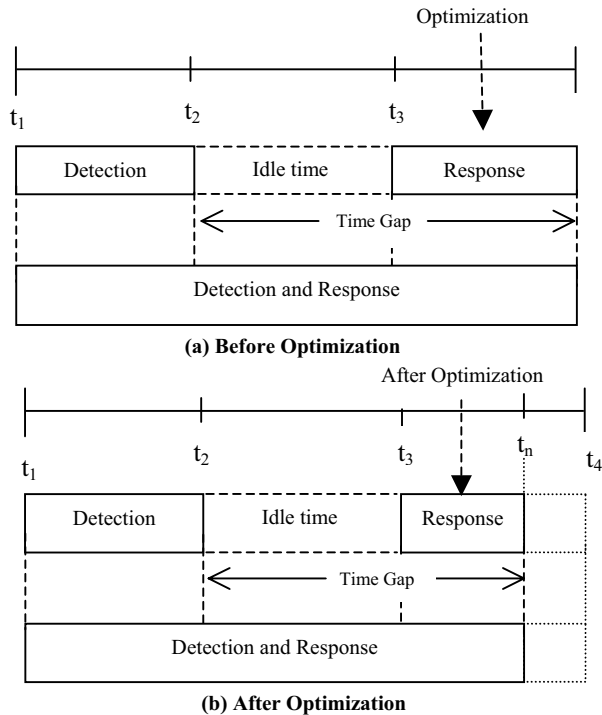 Optimization
t1 t2 t3
Detection Idle time Response
Time Gap
Detection and Response
(a) Before Optimization
After Optimization
t1 t2 t3 tn t4
Detection Idle time Response
Time Gap
Detection and Response
(b) After Optimization